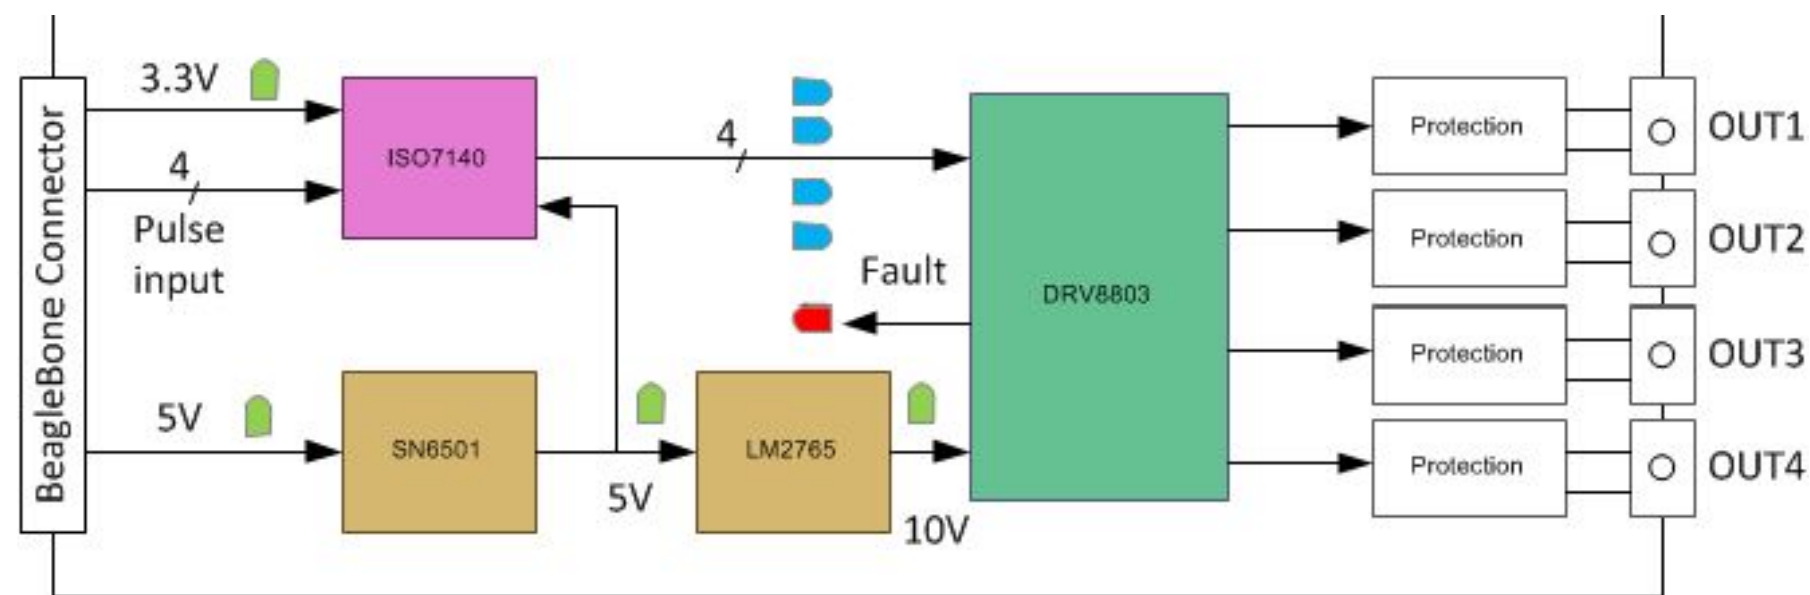 BeagleBone Connector
3.3V
4
Pulse
input
5V
ISO7140
SN6501
4
5V
LM2765
10V
Fault
DRV8803
Protection
OUT1
Protection
OUT2
Protection
OUT3
Protection
OUT4